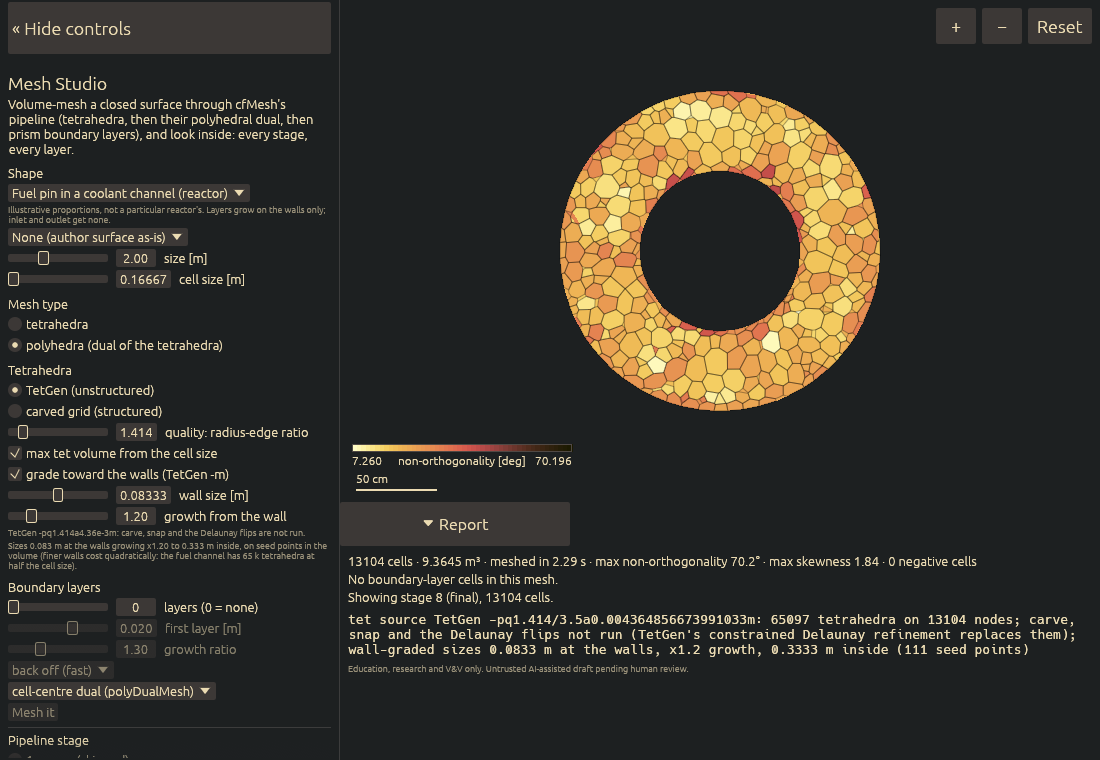 « Hide controls
Mesh Studio
Volume-mesh a closed surface through cfMesh's
pipeline (tetrahedra, then their polyhedral dual, then
prism boundary layers), and look inside: every stage,
every layer.
Shape
Fuel pin in a coolant channel (reactor)
Illustrative proportions, not a particular reactor's. Layers grow on the walls only;
inlet and outlet get none.
None (author surface as-is)
2.00 size [m]
0.16667 cell size [m]
Mesh type
tetrahedra
polyhedra (dual of the tetrahedra)
Tetrahedra
TetGen (unstructured)
carved grid (structured)
1.414 quality: radius-edge ratio
max tet volume from the cell size
grade toward the walls (TetGen -m)
0.08333 wall size [m]
1.20 growth from the wall
TetGen -pq1.414a4.36e-3m: carve, snap and the Delaunay flips are not run.
Sizes 0.083 m at the walls growing x1.20 to 0.333 m inside, on seed points in the
volume (finer walls cost quadratically: the fuel channel has 65 k tetrahedra at
half the cell size).
Boundary layers
0 layers (0 = none)
0.020 first layer [m]
1.30 growth ratio
back off (fast)
cell-centre dual (polyDualMesh)
Mesh it
Pipeline stage
+ − Reset
7.260 non-orthogonality [deg] 70.196
50 cm
Report
13104 cells · 9.3645 m³ · meshed in 2.29 s · max non-orthogonality 70.2° · max skewness 1.84 · 0 negative cells
No boundary-layer cells in this mesh.
Showing stage 8 (final), 13104 cells.
tet source TetGen -pq1.414/3.5a0.004364856673991033m: 65097 tetrahedra on 13104 nodes; carve,
snap and the Delaunay flips not run (TetGen's constrained Delaunay refinement replaces them);
wall-graded sizes 0.0833 m at the walls, x1.2 growth, 0.3333 m inside (111 seed points)
Education, research and V&V only. Untrusted AI-assisted draft pending human review.